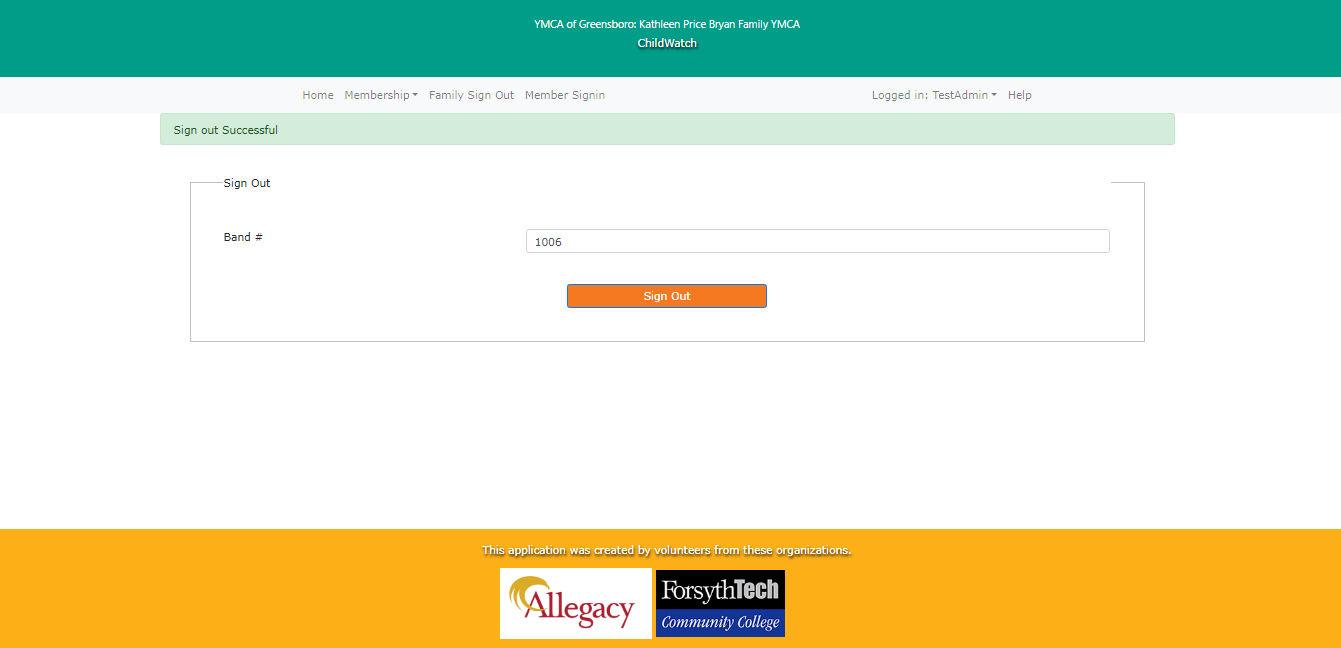 YMCA of Greensboro: Kathleen Price Bryan Family YMCA
ChildWatch
Home Membership Family Sign Out Member Signin Logged in: TestAdmin Help
Sign out Successful
Sign Out
Band # 1006
Sign Out
This application was created by volunteers from these organizations.
Allegacy
ForsythTech
Community College